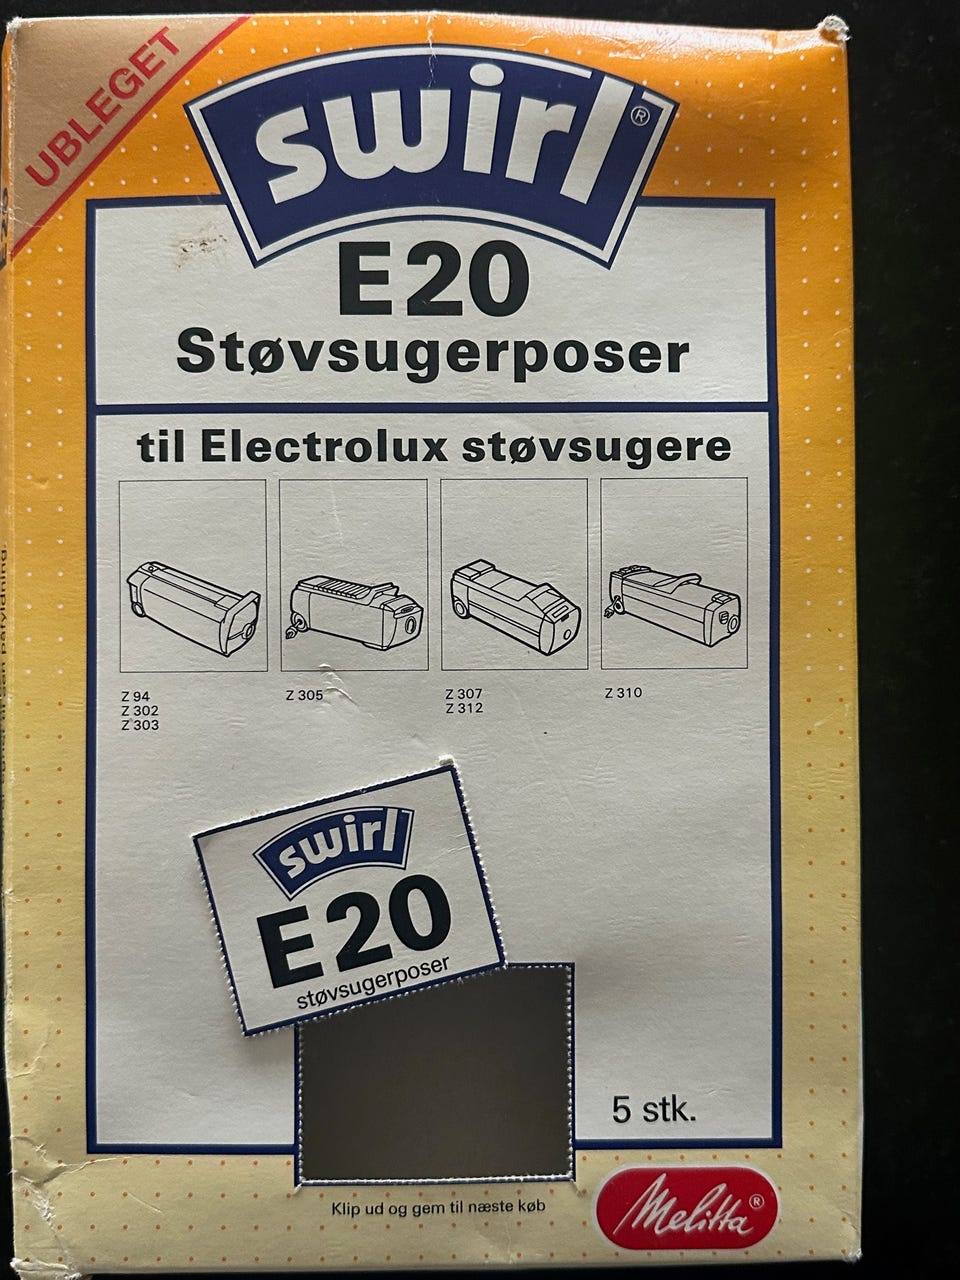 UBLEGET
swirl®
E20
Støvsugerposer
til Electrolux støvsugere
Z 94
Z 302
Z 303
Z 305
Z 307
Z 312
Z 310
swirl
E20
støvsugerposer
5 stk.
Klip ud og gem til næste køb
Melitta®